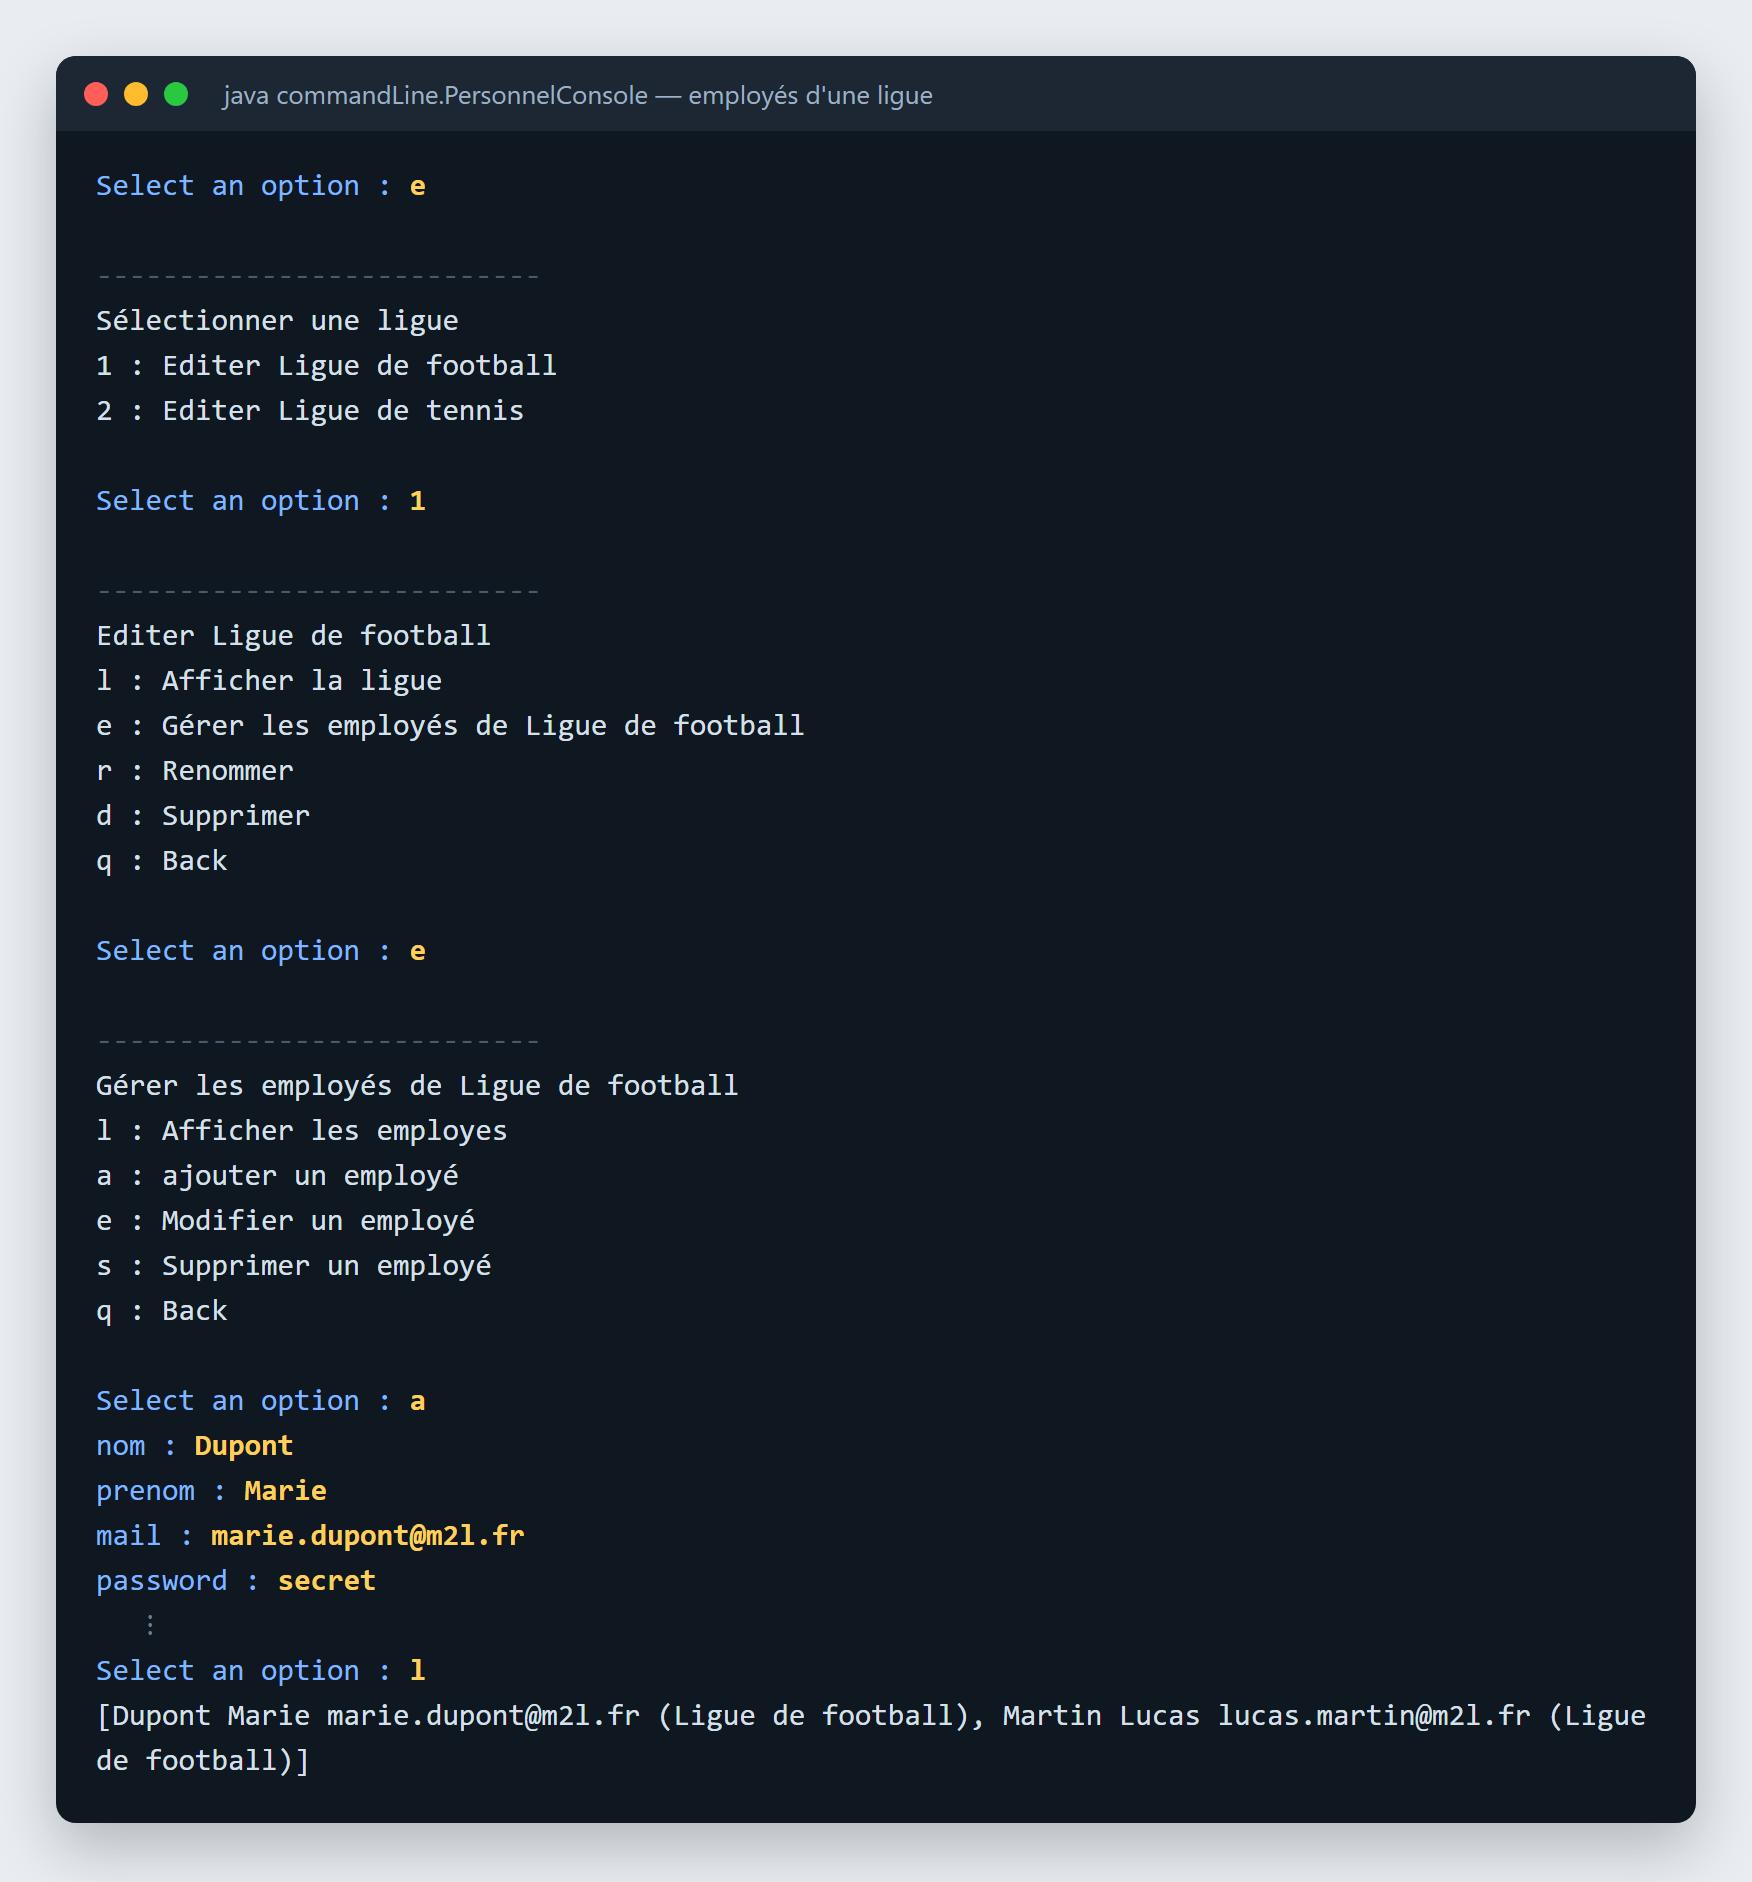 java commandLine.PersonnelConsole — employés d'une ligue
Select an option : e
---------------------------
Sélectionner une ligue
1 : Editer Ligue de football
2 : Editer Ligue de tennis
Select an option : 1
---------------------------
Editer Ligue de football
l : Afficher la ligue
e : Gérer les employés de Ligue de football
r : Renommer
d : Supprimer
q : Back
Select an option : e
---------------------------
Gérer les employés de Ligue de football
l : Afficher les employes
a : ajouter un employé
e : Modifier un employé
s : Supprimer un employé
q : Back
Select an option : a
nom : Dupont
prenom : Marie
mail : marie.dupont@m2l.fr
password : secret
⋮
Select an option : l
[Dupont Marie marie.dupont@m2l.fr (Ligue de football), Martin Lucas lucas.martin@m2l.fr (Ligue
de football)]